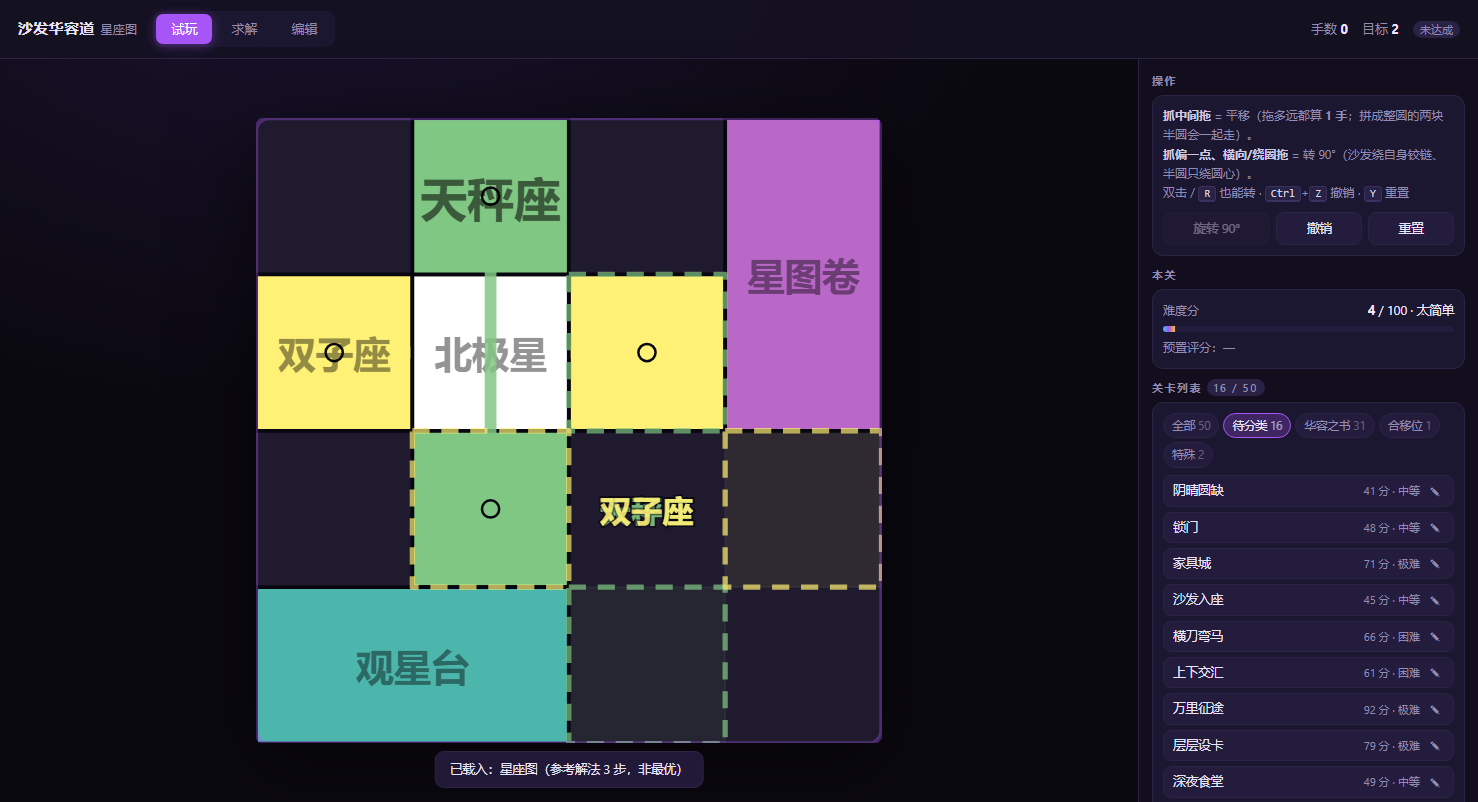 沙发华容道 星座图 试玩 求解 编辑 手数 0 目标 2 未达成
操作
抓中间拖 = 平移（拖多远都算 1 手；拼成整圆的两块
半圆会一起走）。
抓偏一点、横向/绕圆拖 = 转 90°（沙发绕自身铰链、
半圆只绕圆心）。
双击 / R 也能转 · Ctrl + Z 撤销 · Y 重置
旋转 90° 撤销 重置
本关
难度分 4 / 100 · 太简单
预置评分：—
关卡列表 16 / 50
全部 50 待分类 16 华容之书 31 合移位 1
特殊 2
阴晴圆缺 41 分 · 中等
锁门 48 分 · 中等
家具城 71 分 · 极难
沙发入座 45 分 · 中等
横刀弯马 66 分 · 困难
上下交汇 61 分 · 困难
万里征途 92 分 · 极难
层层设卡 79 分 · 极难
深夜食堂 49 分 · 中等
天秤座
星图卷
双子座
北极星
双子座
观星台
已载入：星座图（参考解法 3 步，非最优）